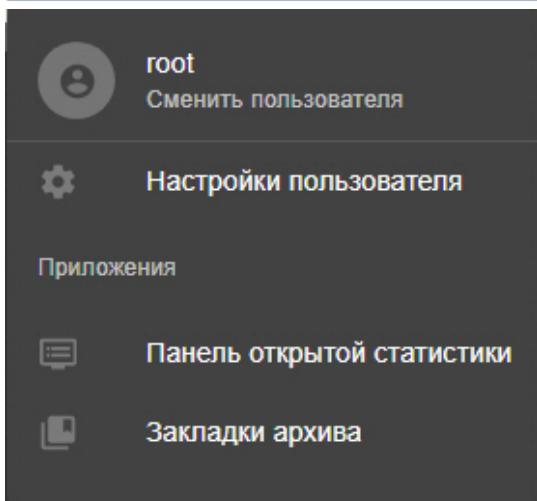 root
Сменить пользователя
Настройки пользователя
Приложения
Панель открытой статистики
Закладки архива